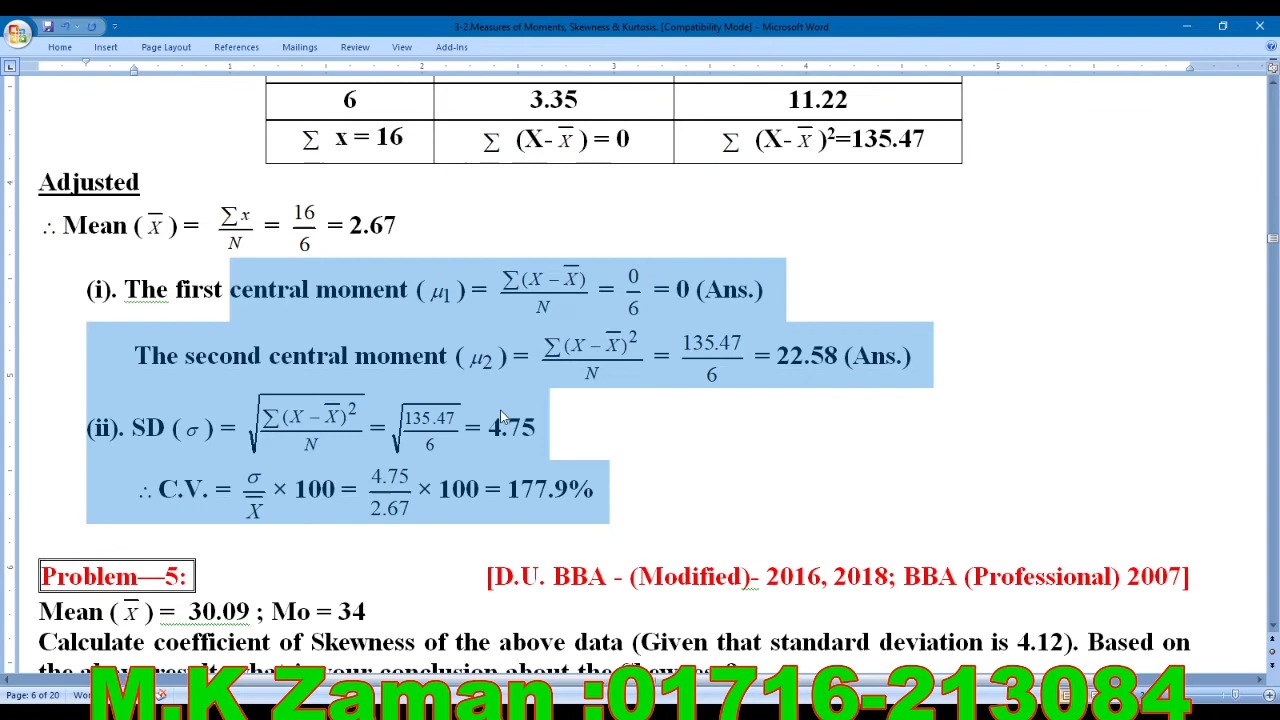 3-2.Measures of Moments, Skewness & Kurtosis. [Compatibility Mode] - Microsoft Word
Home Insert Page Layout References Mailings Review View Add-Ins
1 2 3 4 5
6 3.35 11.22
∑ x = 16 ∑ (X- X̄ ) = 0 ∑ (X- X̄ )²=135.47
Adjusted
∴ Mean ( X̄ ) = ∑x / N = 16 / 6 = 2.67
(i). The first central moment ( μ₁ ) = ∑(X − X̄) / N = 0 / 6 = 0 (Ans.)
The second central moment ( μ₂ ) = ∑(X − X̄)² / N = 135.47 / 6 = 22.58 (Ans.)
(ii). SD ( σ ) = √(∑(X − X̄)² / N) = √(135.47 / 6) = 4.75
∴ C.V. = σ / X̄ × 100 = 4.75 / 2.67 × 100 = 177.9%
Problem—5: [D.U. BBA - (Modified)- 2016, 2018; BBA (Professional) 2007]
Mean ( X̄ ) = 30.09 ; Mo = 34
Calculate coefficient of Skewness of the above data (Given that standard deviation is 4.12). Based on
Page: 6 of 20
M.K Zaman :01716-213084